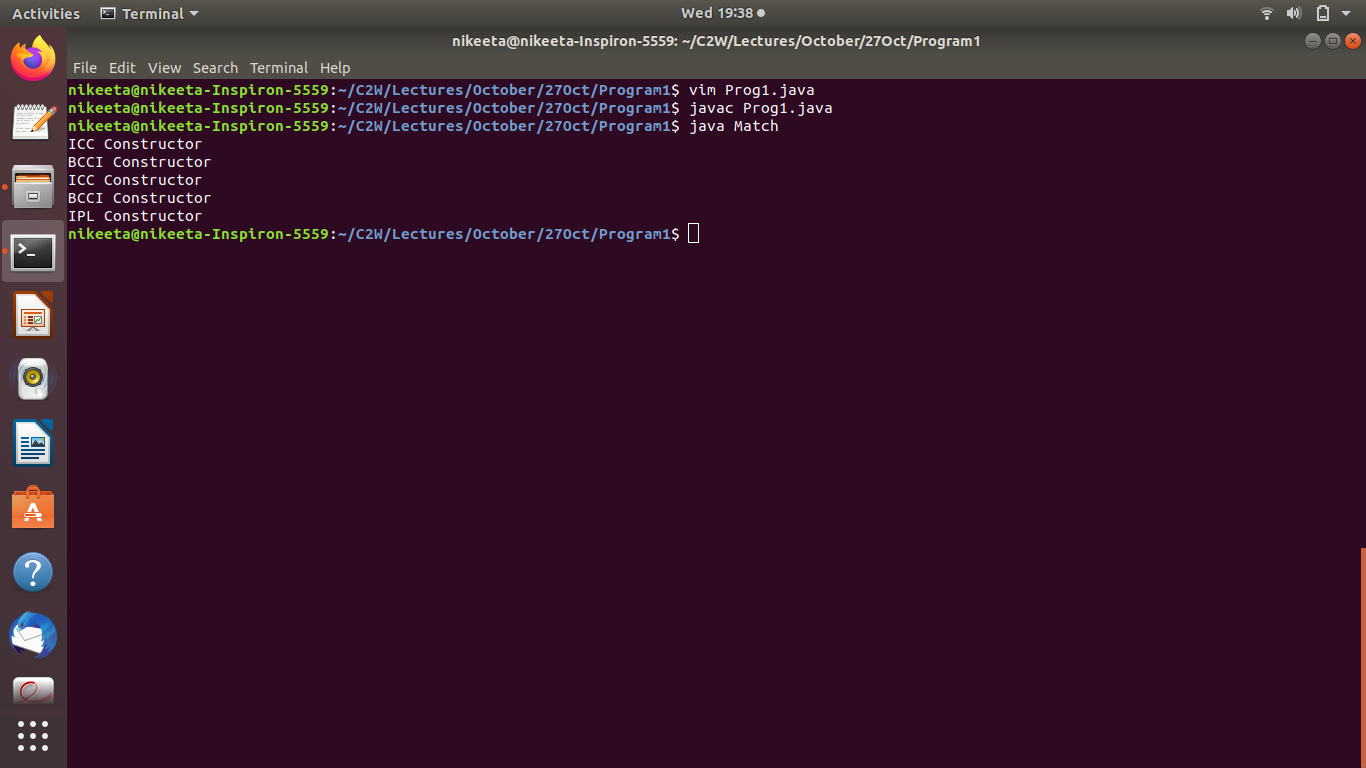 Activities Terminal Wed 19:38
nikeeta@nikeeta-Inspiron-5559: ~/C2W/Lectures/October/27Oct/Program1
File Edit View Search Terminal Help
nikeeta@nikeeta-Inspiron-5559:~/C2W/Lectures/October/27Oct/Program1$ vim Prog1.java
nikeeta@nikeeta-Inspiron-5559:~/C2W/Lectures/October/27Oct/Program1$ javac Prog1.java
nikeeta@nikeeta-Inspiron-5559:~/C2W/Lectures/October/27Oct/Program1$ java Match
ICC Constructor
BCCI Constructor
ICC Constructor
BCCI Constructor
IPL Constructor
nikeeta@nikeeta-Inspiron-5559:~/C2W/Lectures/October/27Oct/Program1$